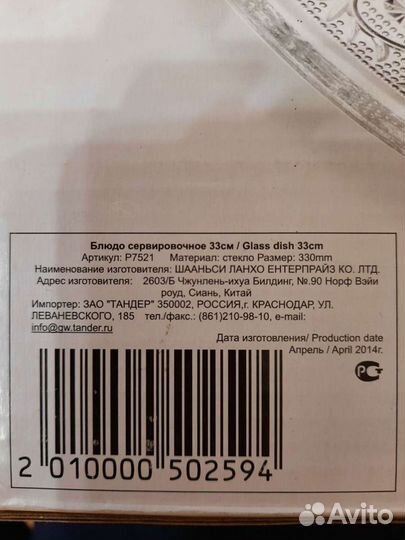 Блюдо сервировочное 33см / Glass dish 33cm
Артикул: P7521 Материал: стекло Размер: 330mm
Наименование изготовителя: ШААНЬСИ ЛАНХО ЕНТЕРПРАЙЗ КО. ЛТД.
Адрес изготовителя: 2603/Б Чжунлень-ихуа Билдинг, №.90 Норф Вэйи
роуд, Сиань, Китай
Импортер: ЗАО "ТАНДЕР" 350002, РОССИЯ,г. КРАСНОДАР, УЛ.
ЛЕВАНЕВСКОГО, 185 тел./факс.: (861)210-98-10, e-mail:
info@gw.tander.ru
Дата изготовления/ Production date
Апрель / April 2014г.
РСТ
2 010000 502594
Avito